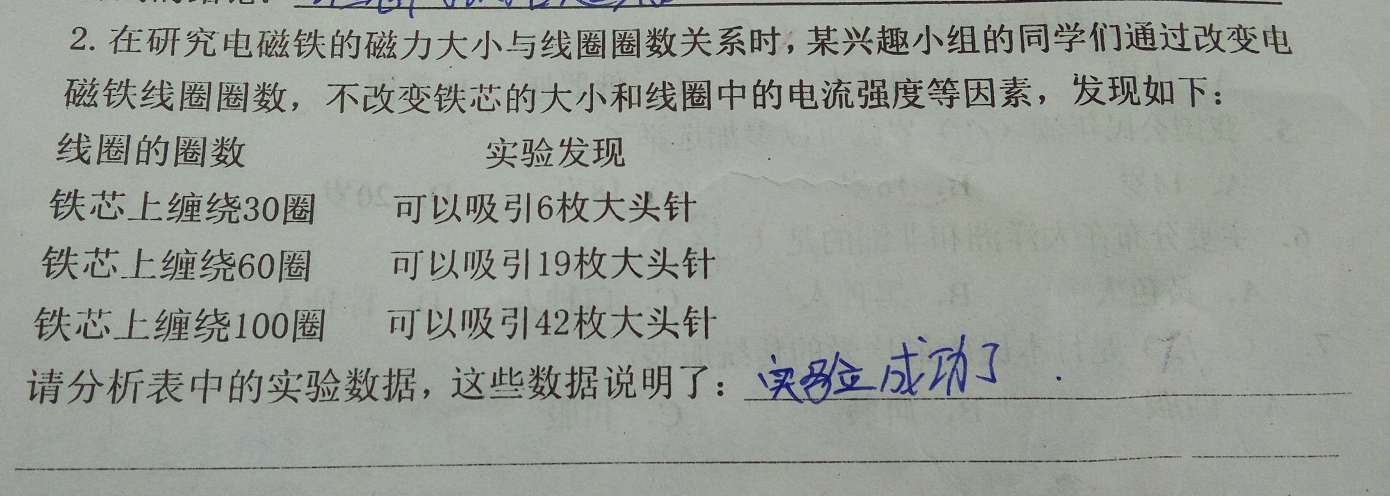 2. 在研究电磁铁的磁力大小与线圈圈数关系时，某兴趣小组的同学们通过改变电
磁铁线圈圈数，不改变铁芯的大小和线圈中的电流强度等因素，发现如下：
线圈的圈数 实验发现
铁芯上缠绕30圈 可以吸引6枚大头针
铁芯上缠绕60圈 可以吸引19枚大头针
铁芯上缠绕100圈 可以吸引42枚大头针
请分析表中的实验数据，这些数据说明了：实验成功了．